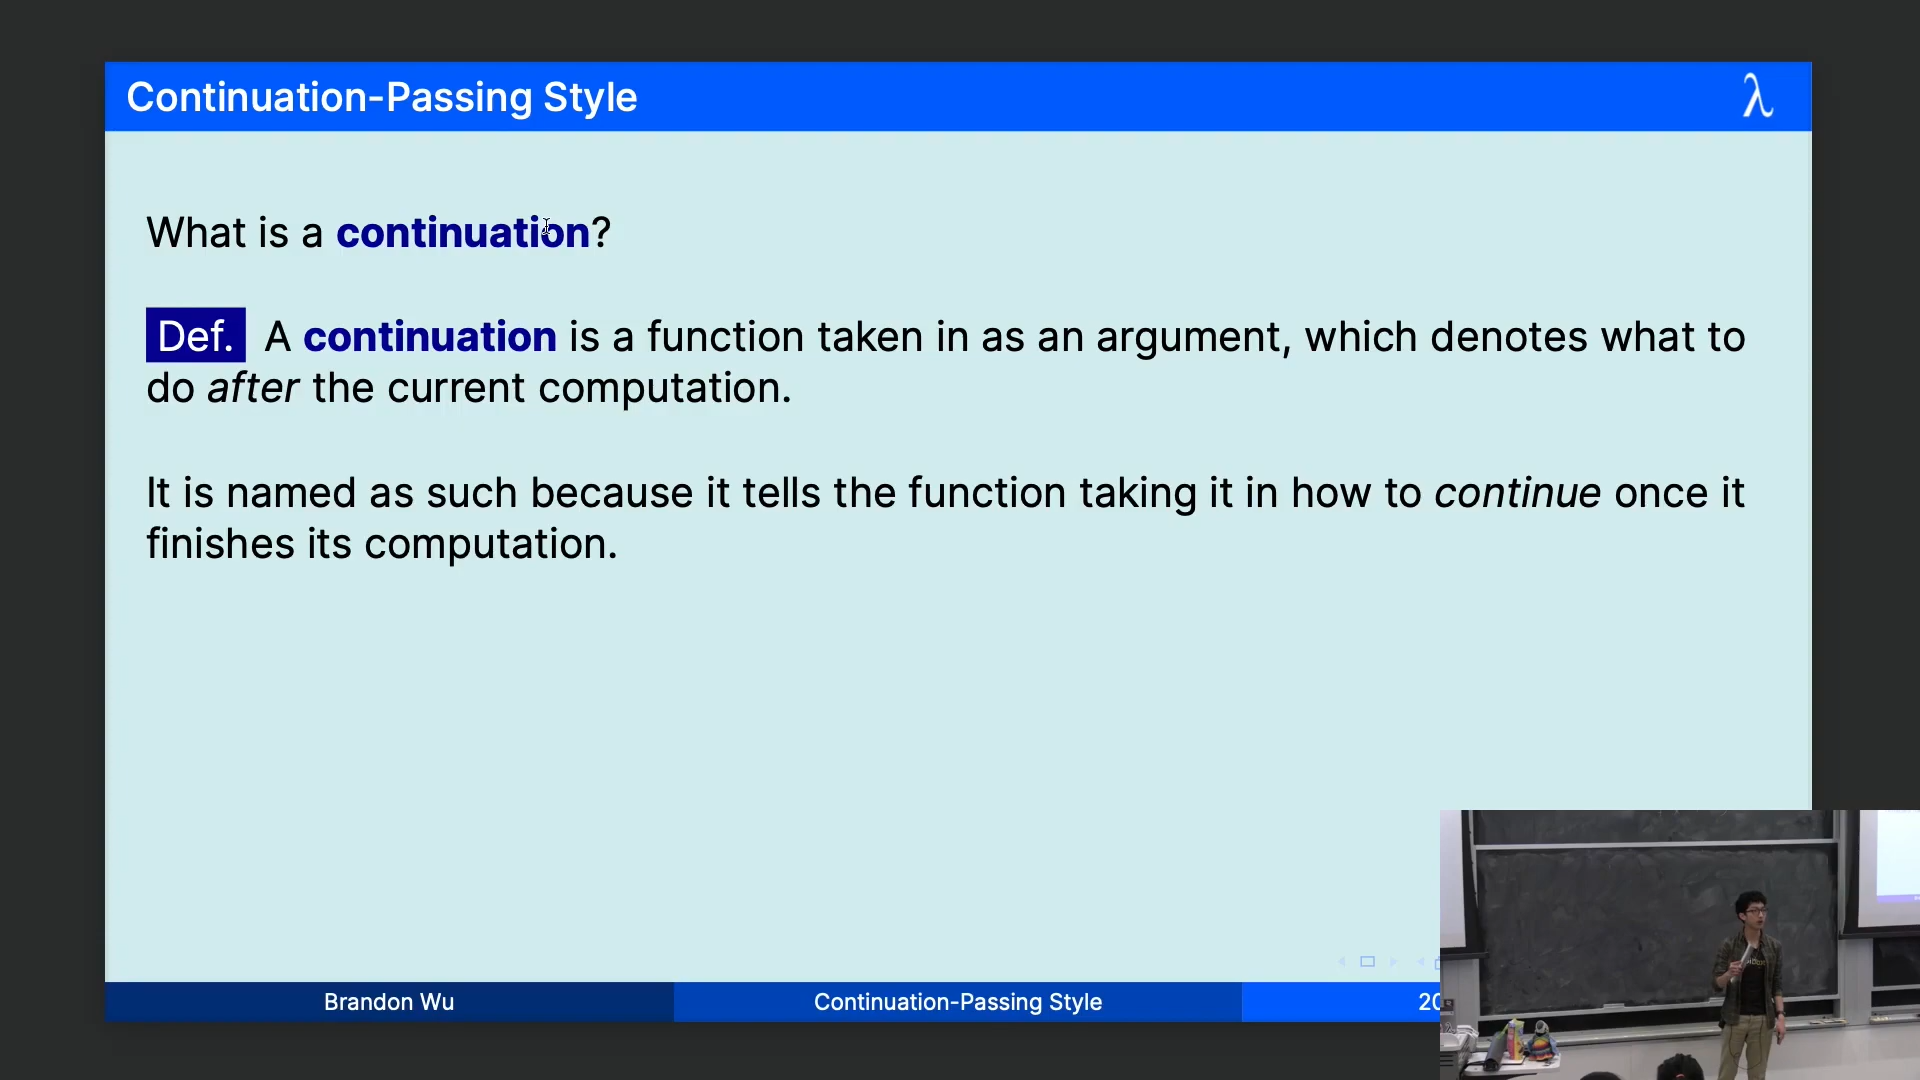 Continuation-Passing Style λ
What is a continuation?
Def. A continuation is a function taken in as an argument, which denotes what to
do after the current computation.
It is named as such because it tells the function taking it in how to continue once it
finishes its computation.
Brandon Wu Continuation-Passing Style